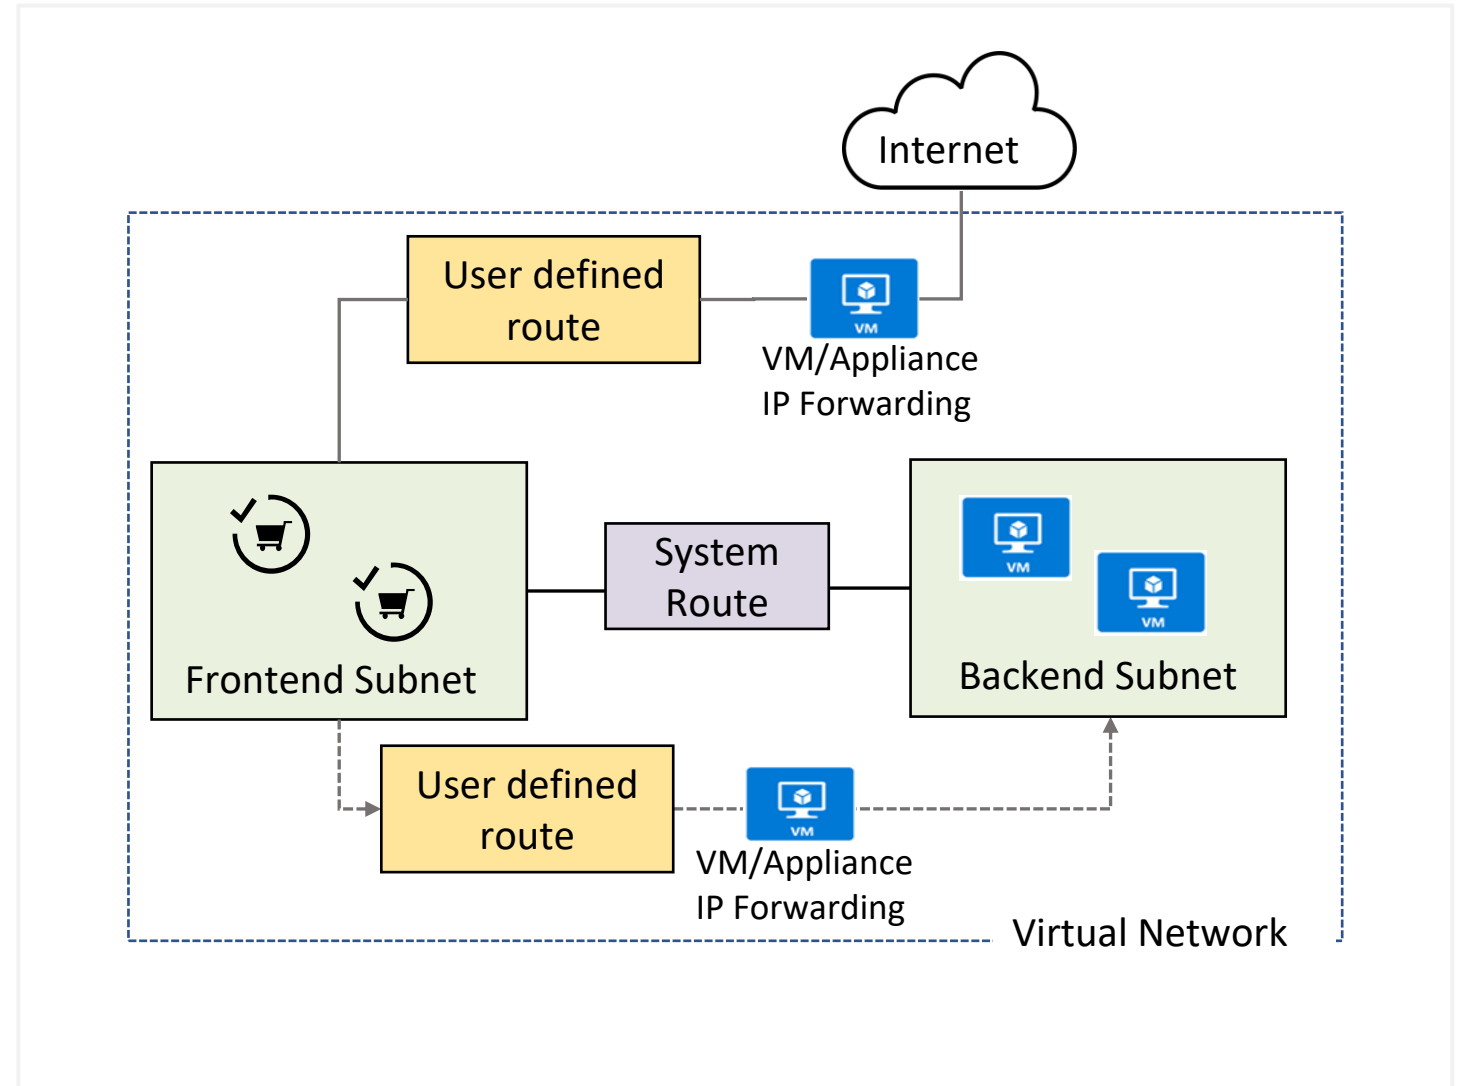 Internet
User defined
route
VM
VM/Appliance
IP Forwarding
Frontend Subnet
System
Route
VM
VM
Backend Subnet
User defined
route
VM
VM/Appliance
IP Forwarding
Virtual Network